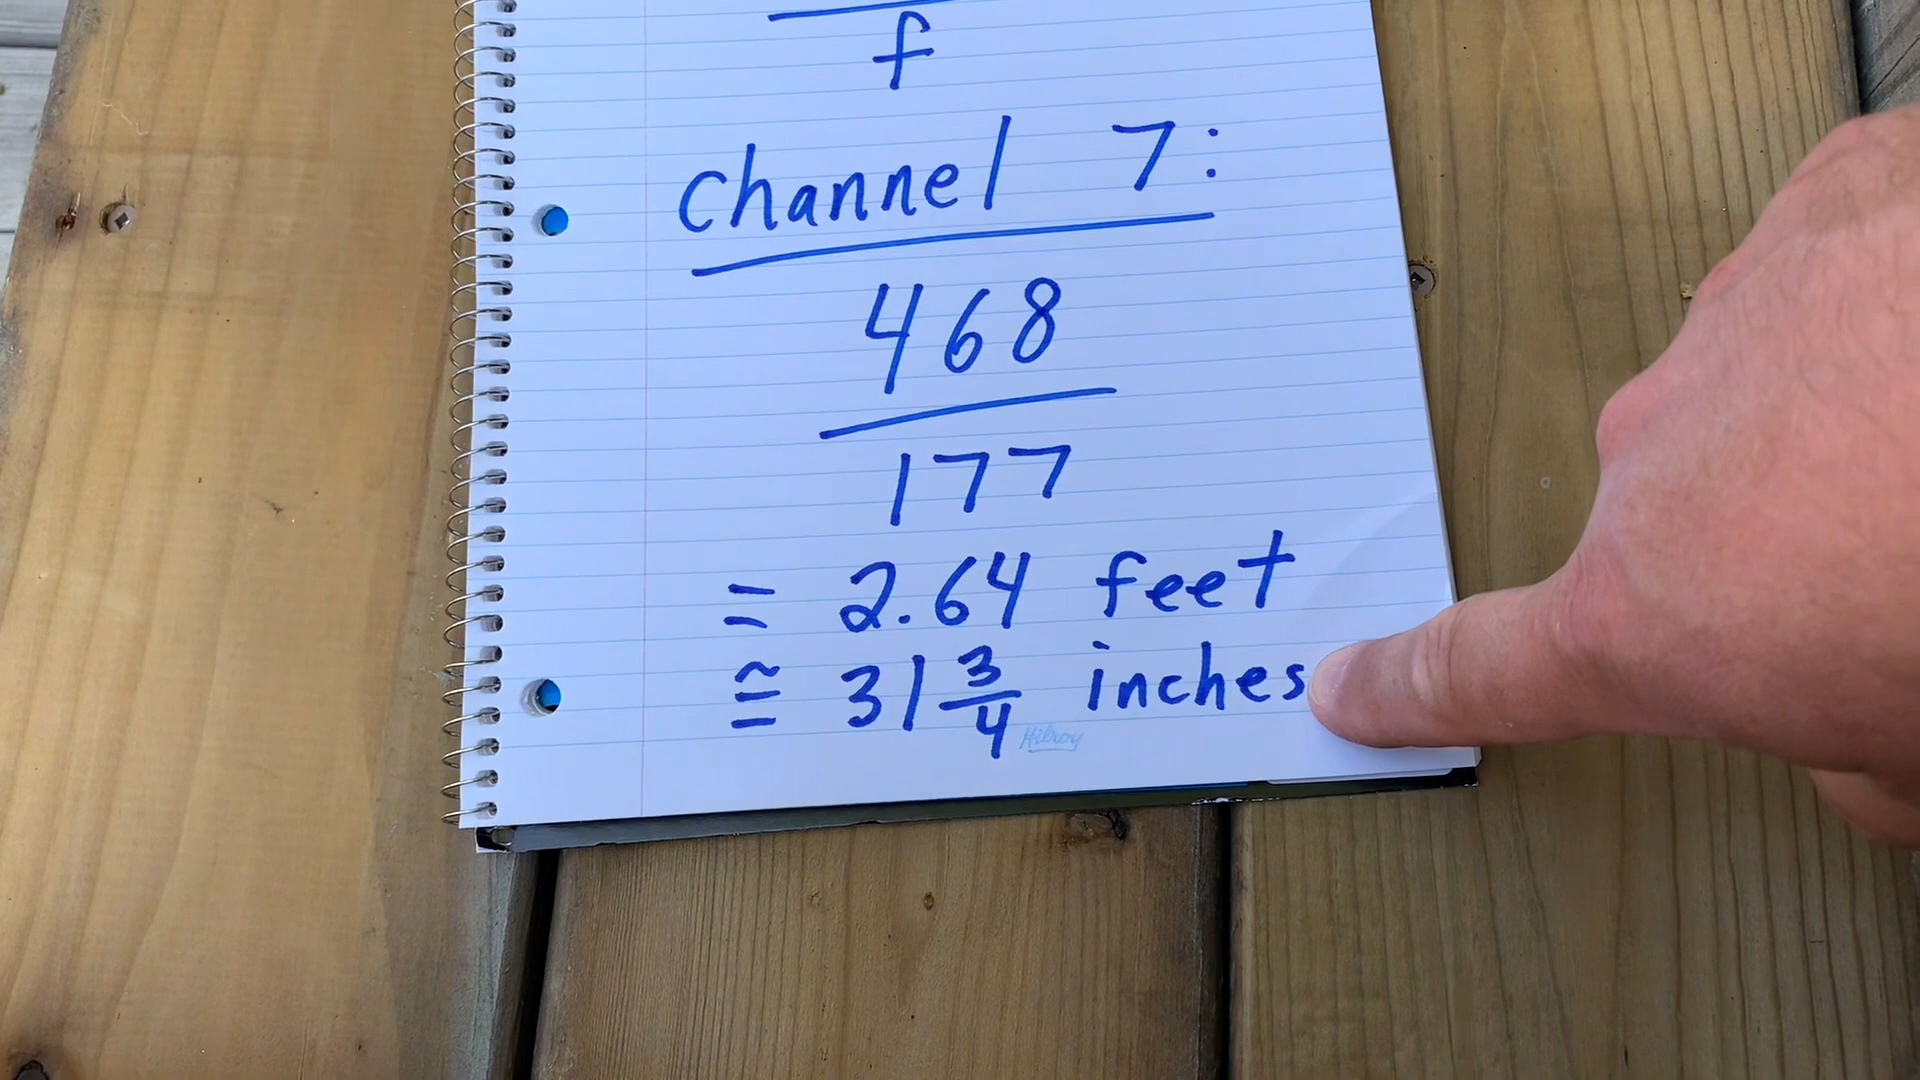 f
Channel 7:
468
177
= 2.64 feet
≅ 31 3/4 inches
Hilroy